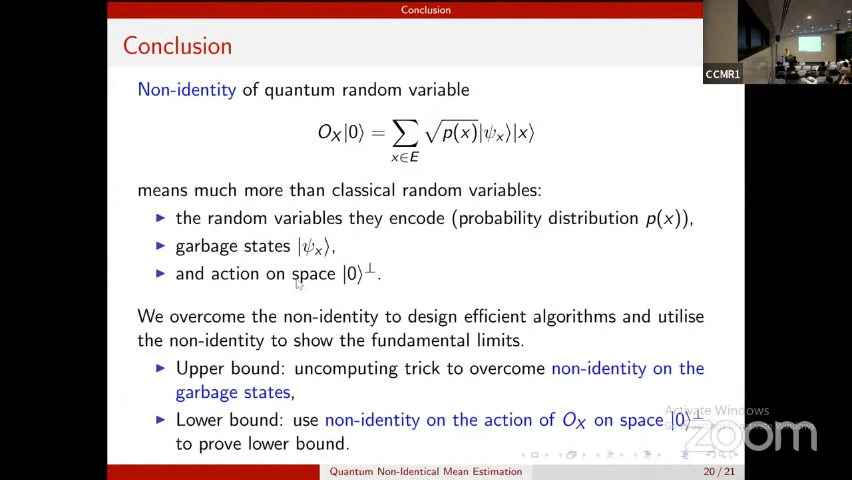 Conclusion
Conclusion
CCMR1
Non-identity of quantum random variable
O_X|0⟩ = ∑_{x∈E} √p(x)|ψ_x⟩|x⟩
means much more than classical random variables:
▶ the random variables they encode (probability distribution p(x)),
▶ garbage states |ψ_x⟩,
▶ and action on space |0⟩^⊥.
We overcome the non-identity to design efficient algorithms and utilise
the non-identity to show the fundamental limits.
▶ Upper bound: uncomputing trick to overcome non-identity on the
garbage states,
▶ Lower bound: use non-identity on the action of O_X on space |0⟩^⊥
to prove lower bound.
Activate Windows
zoom
Quantum Non-Identical Mean Estimation
20 / 21